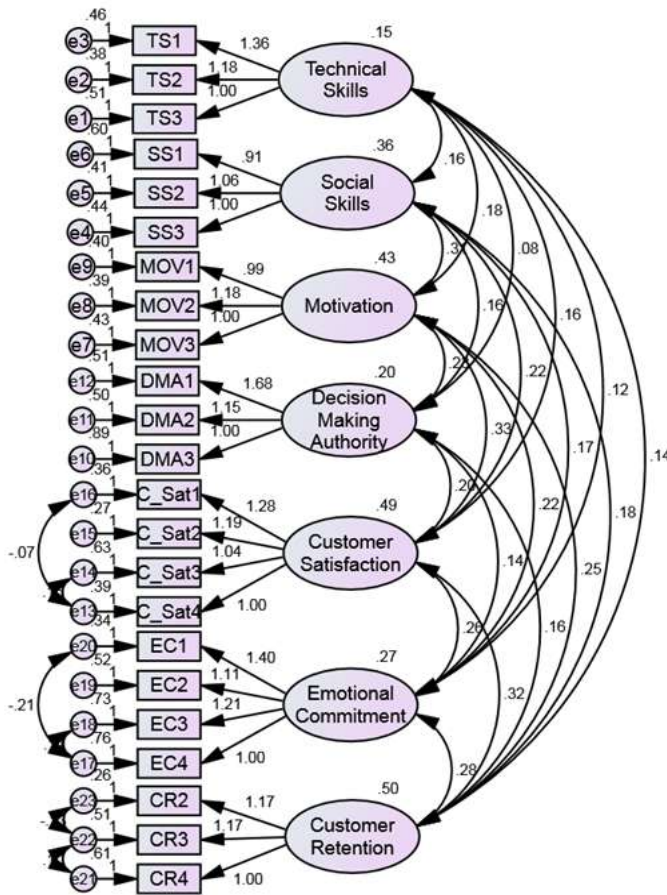 .46
e3 1 TS1
.38
e2 1 TS2
.51
e1 1 TS3
1.36
1.18
1.00
.15
Technical
Skills
.60
e6 1 SS1
.41
e5 1 SS2
.44
e4 1 SS3
.91
1.06
1.00
.36
Social
Skills
.40
e9 1 MOV1
.39
e8 1 MOV2
.43
e7 1 MOV3
.99
1.18
1.00
.43
Motivation
.51
e12 1 DMA1
.50
e11 1 DMA2
.89
e10 1 DMA3
1.68
1.15
1.00
.20
Decision
Making
Authority
.36
e16 1 C_Sat1
.27
e15 1 C_Sat2
.63
e14 1 C_Sat3
.39
e13 1 C_Sat4
-.07
1.28
1.19
1.04
1.00
.49
Customer
Satisfaction
.34
e20 1 EC1
.52
e19 1 EC2
.73
e18 1 EC3
.76
e17 1 EC4
-.21
1.40
1.11
1.21
1.00
.27
Emotional
Commitment
.26
e23 1 CR2
.51
e22 1 CR3
.61
e21 1 CR4
1.17
1.17
1.00
.50
Customer
Retention
.16
.18
.08
.16
.12
.14
.16
.22
.17
.18
.33
.22
.25
.20
.14
.16
.26
.32
.28